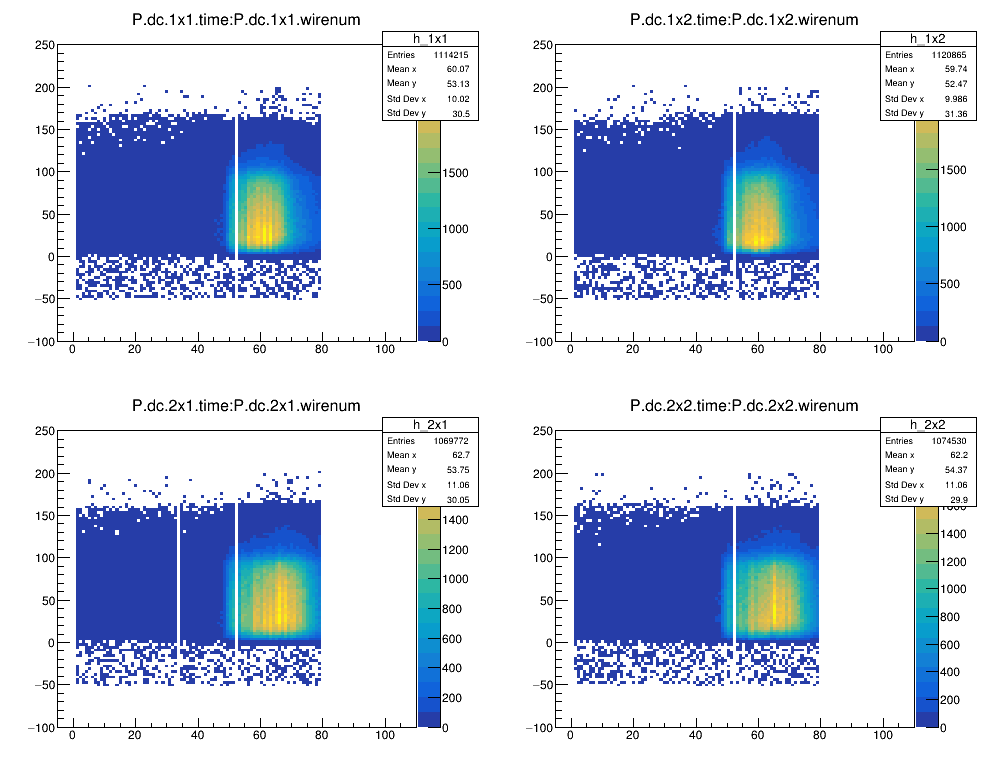 P.dc.1x1.time:P.dc.1x1.wirenum
h_1x1
Entries 1114215
Mean x 60.07
Mean y 53.13
Std Dev x 10.02
Std Dev y 30.5
250
200
150
100
50
0
−50
−100
0 20 40 60 80 100
1500
1000
500
0
P.dc.1x2.time:P.dc.1x2.wirenum
h_1x2
Entries 1120865
Mean x 59.74
Mean y 52.47
Std Dev x 9.986
Std Dev y 31.36
250
200
150
100
50
0
−50
−100
0 20 40 60 80 100
1500
1000
500
0
P.dc.2x1.time:P.dc.2x1.wirenum
h_2x1
Entries 1069772
Mean x 62.7
Mean y 53.75
Std Dev x 11.06
Std Dev y 30.05
250
200
150
100
50
0
−50
−100
0 20 40 60 80 100
1400
1200
1000
800
600
400
200
0
P.dc.2x2.time:P.dc.2x2.wirenum
h_2x2
Entries 1074530
Mean x 62.2
Mean y 54.37
Std Dev x 11.06
Std Dev y 29.9
250
200
150
100
50
0
−50
−100
0 20 40 60 80 100
1600
1400
1200
1000
800
600
400
200
0